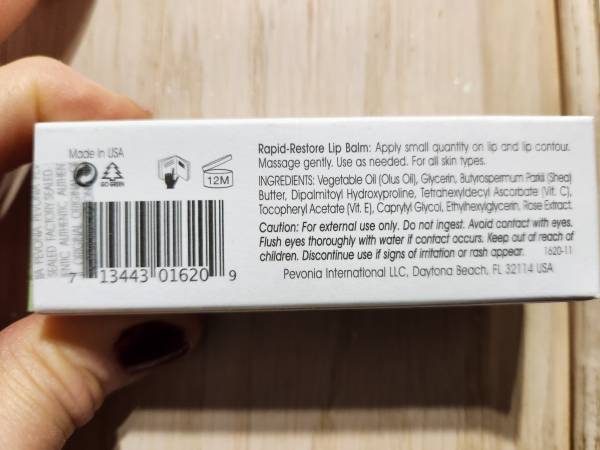 Made in USA
GO GREEN
12M
SEALED FACTORY SEALED
7 13443 01620 9
Rapid-Restore Lip Balm: Apply small quantity on lip and lip contour.
Massage gently. Use as needed. For all skin types.
INGREDIENTS: Vegetable Oil (Olus Oil), Glycerin, Butyrospermum Parkii (Shea)
Butter, Dipalmitoyl Hydroxyproline, Tetrahexyldecyl Ascorbate (Vit. C),
Tocopheryl Acetate (Vit. E), Caprylyl Glycol, Ethylhexylglycerin, Rose Extract.
Caution: For external use only. Do not ingest. Avoid contact with eyes.
Flush eyes thoroughly with water if contact occurs. Keep out of reach of
children. Discontinue use if signs of irritation or rash appear. 1620-11
Pevonia International LLC, Daytona Beach, FL 32114 USA